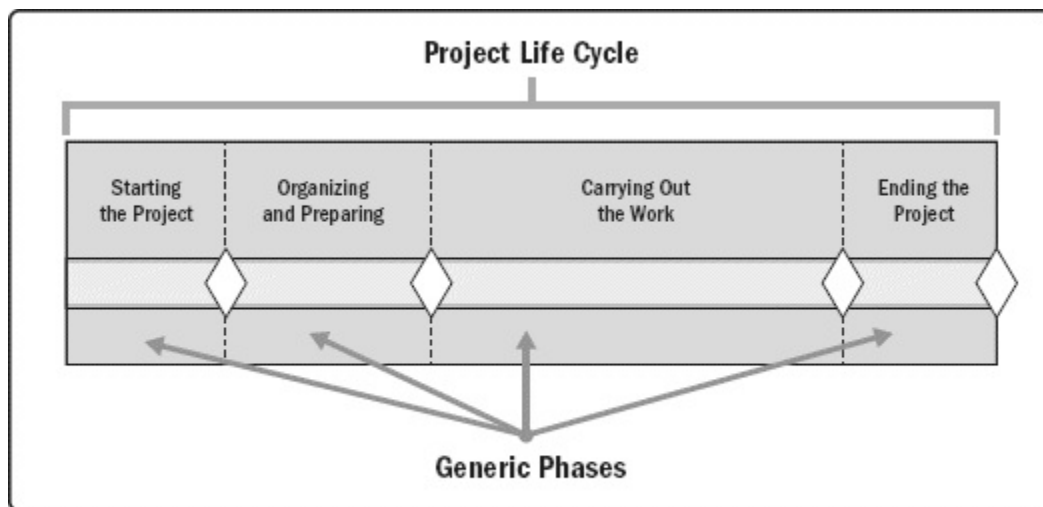 Project Life Cycle
Starting
the Project
Organizing
and Preparing
Carrying Out
the Work
Ending the
Project
Generic Phases